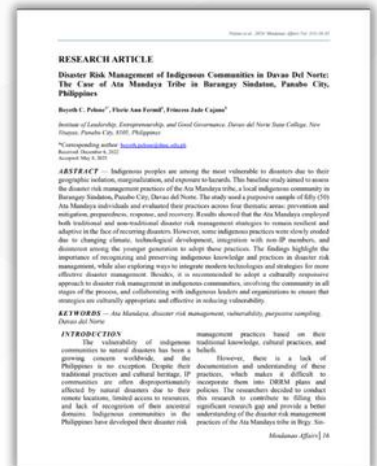 RESEARCH ARTICLE
Disaster Risk Management of Indigenous Communities in Davao Del Norte:
The Case of Ata Mandaya Tribe in Barangay Sindaton, Panabo City,
Philippines
Institute of Leadership, Entrepreneurship, and Good Governance, Davao del Norte State College, New
Visayas, Panabo City, 8105, Philippines
*Corresponding author:
Received: December 6, 2022
Accepted: May 8, 2023
ABSTRACT — Indigenous peoples are among the most vulnerable to disasters due to their
geographic isolation, marginalization, and exposure to hazards. This baseline study aimed to assess
the disaster risk management practices of the Ata Mandaya tribe, a local indigenous community in
Barangay Sindaton, Panabo City, Davao del Norte. The study used a purposive sample of fifty (50)
Ata Mandaya individuals and evaluated their practices across four thematic areas: prevention and
mitigation, preparedness, response, and recovery. Results showed that the Ata Mandaya employed
both traditional and non-traditional disaster risk management strategies to remain resilient and
adaptive in the face of recurring disasters. However, some indigenous practices were slowly eroded
due to changing climate, technological development, integration with non-IP members, and
disinterest among the younger generation to adopt these practices. The findings highlight the
importance of recognizing and preserving indigenous knowledge and practices in disaster risk
management, while also exploring ways to integrate modern technologies and strategies for more
effective disaster management. Besides, it is recommended to adopt a culturally responsive
approach to disaster risk management in indigenous communities, involving the community in all
stages of the process, and collaborating with indigenous leaders and organizations to ensure that
strategies are culturally appropriate and effective in reducing vulnerability.
KEYWORDS — Ata Mandaya, disaster risk management, vulnerability, purposive sampling,
Davao del Norte
INTRODUCTION
The vulnerability of indigenous
communities to natural disasters has been a
growing concern worldwide, and the
Philippines is no exception. Despite their
traditional practices and cultural heritage, IP
communities are often disproportionately
affected by natural disasters due to their
remote locations, limited access to resources,
and lack of recognition of their ancestral
domains. Indigenous communities in the
Philippines have developed their disaster risk
management practices based on their
traditional knowledge, cultural practices, and
beliefs.
However, there is a lack of
documentation and understanding of these
practices, which makes it difficult to
incorporate them into DRRM plans and
policies. The researchers decided to conduct
this research to contribute to filling this
significant research gap and provide a better
understanding of the disaster risk management
practices of the Ata Mandaya tribe in Brgy. Sin-
Mindanao Affairs| 16